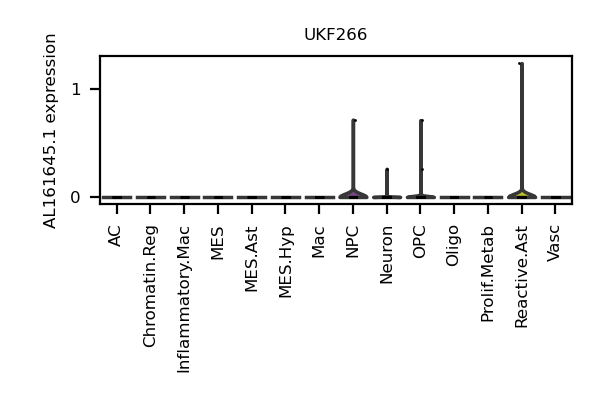 UKF266
AL161645.1 expression
1
0
AC
Chromatin.Reg
Inflammatory.Mac
MES
MES.Ast
MES.Hyp
Mac
NPC
Neuron
OPC
Oligo
Prolif.Metab
Reactive.Ast
Vasc